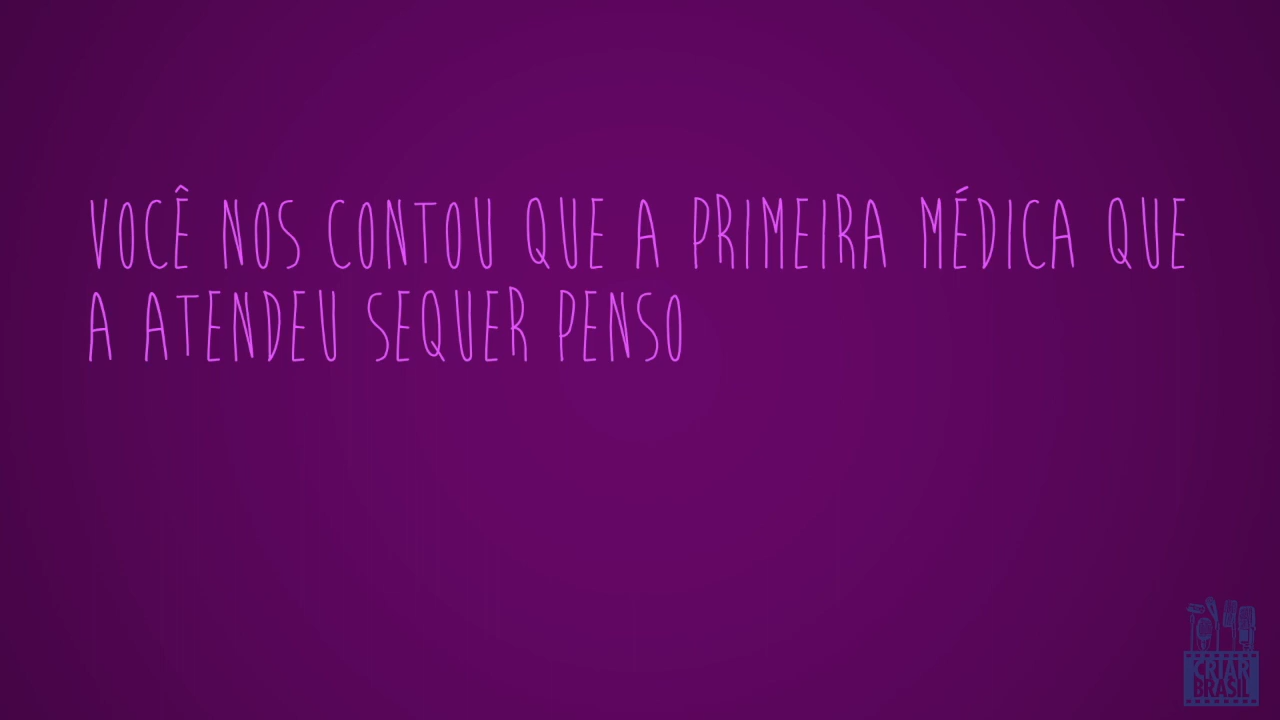 VOCÊ NOS CONTOU QUE A PRIMEIRA MÉDICA QUE
A ATENDEU SEQUER PENSO
CRIAR
BRASIL